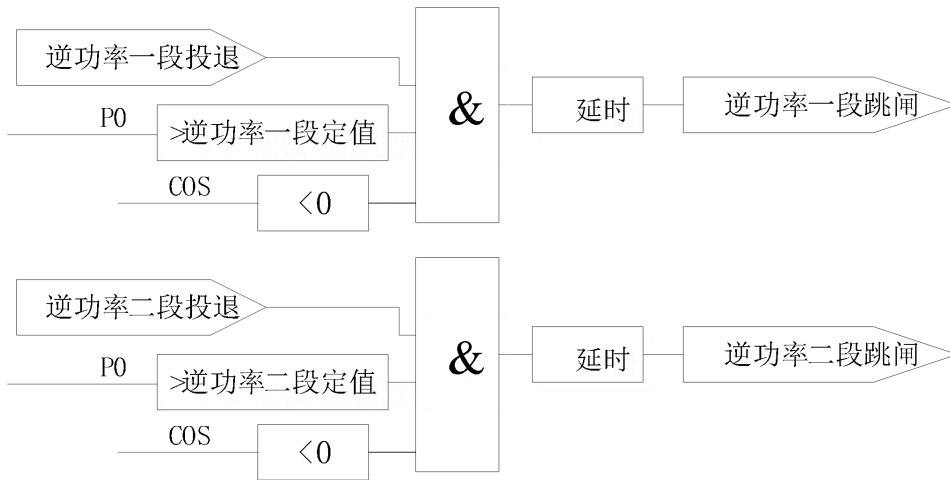 逆功率一段投退
P0
>逆功率一段定值
COS
<0
&
延时
逆功率一段跳闸
逆功率二段投退
P0
>逆功率二段定值
COS
<0
&
延时
逆功率二段跳闸